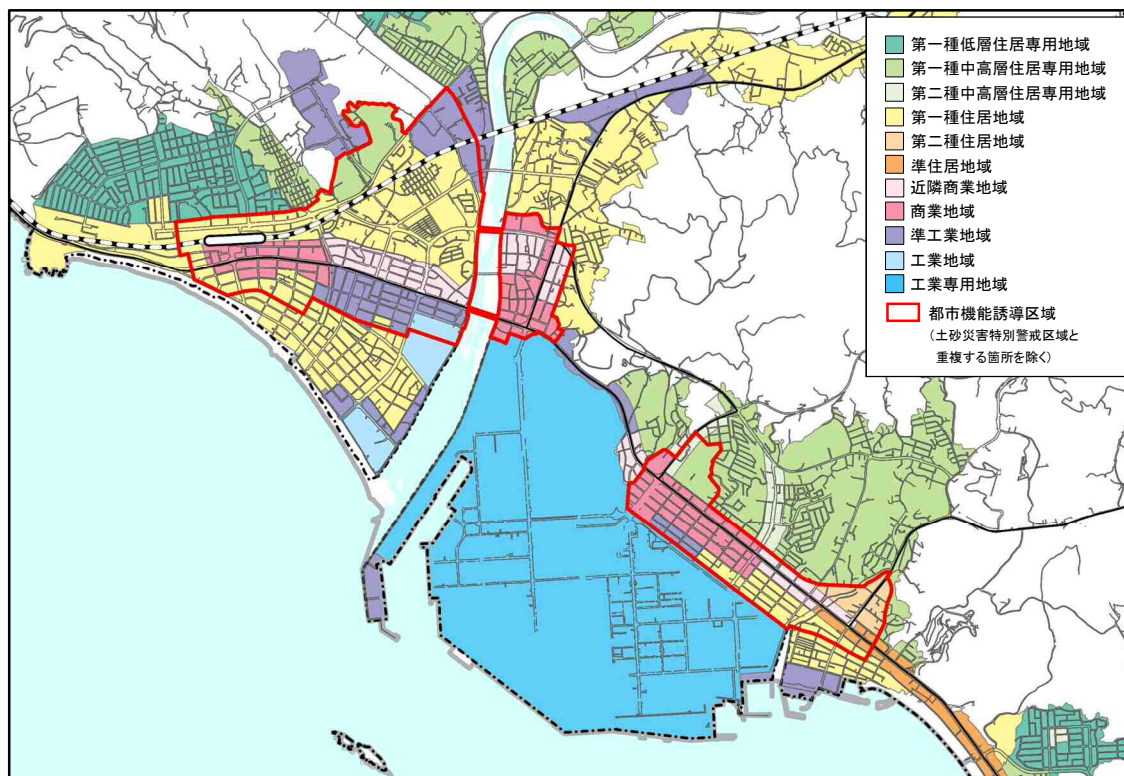 第一種低層住居専用地域
第一種中高層住居専用地域
第二種中高層住居専用地域
第一種住居地域
第二種住居地域
準住居地域
近隣商業地域
商業地域
準工業地域
工業地域
工業専用地域
都市機能誘導区域
（土砂災害特別警戒区域と
重複する箇所を除く）